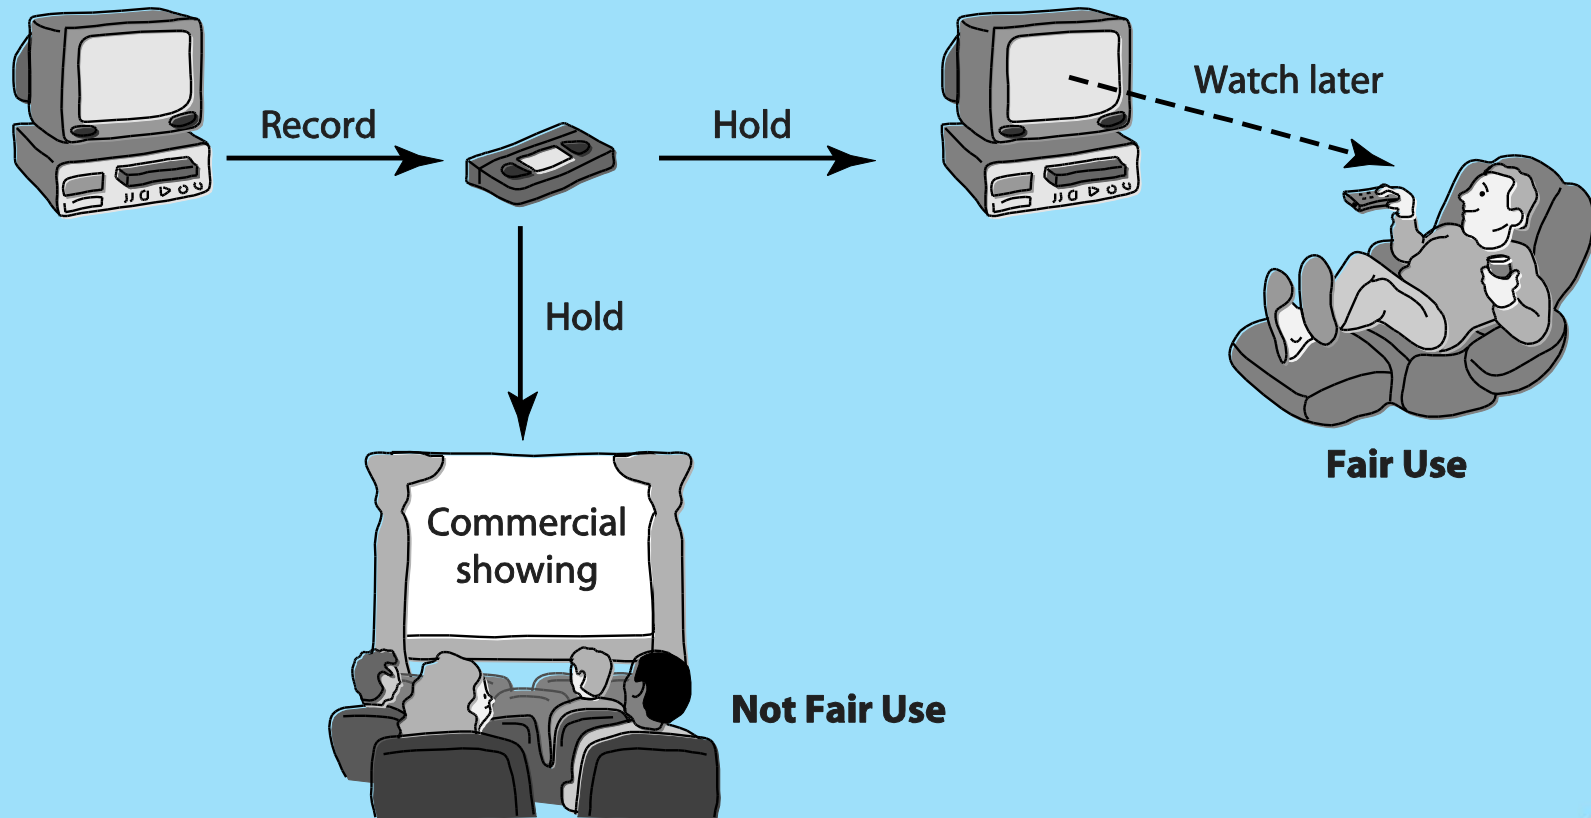 Record
Hold
Watch later
Hold
Fair Use
Commercial
showing
Not Fair Use